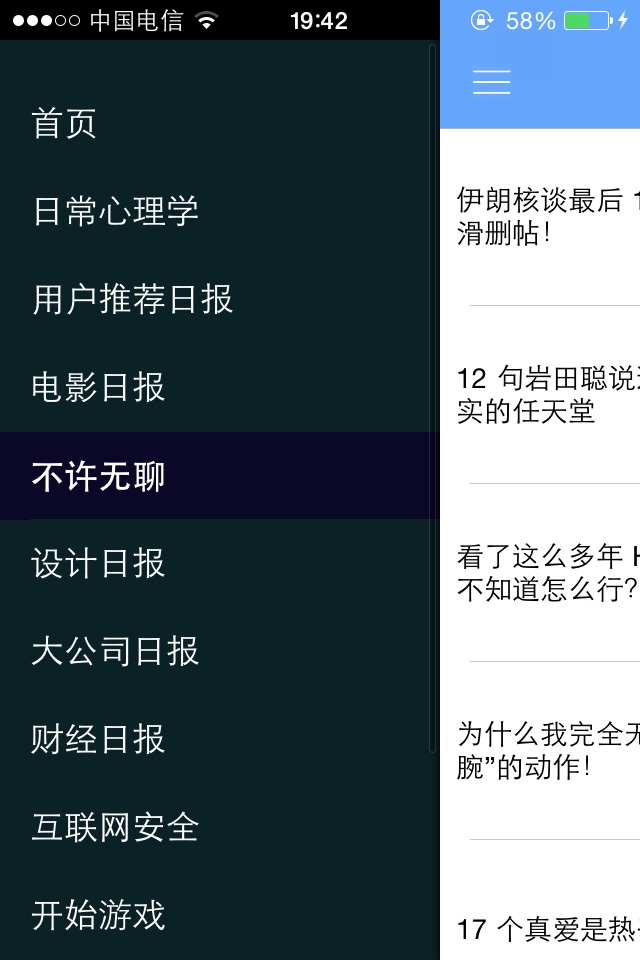 中国电信 19:42 58%
首页
日常心理学
用户推荐日报
电影日报
不许无聊
设计日报
大公司日报
财经日报
互联网安全
开始游戏
伊朗核谈最后 1
滑删帖！
12 句岩田聪说
实的任天堂
看了这么多年 H
不知道怎么行?
为什么我完全无
腕”的动作！
17 个真爱是热